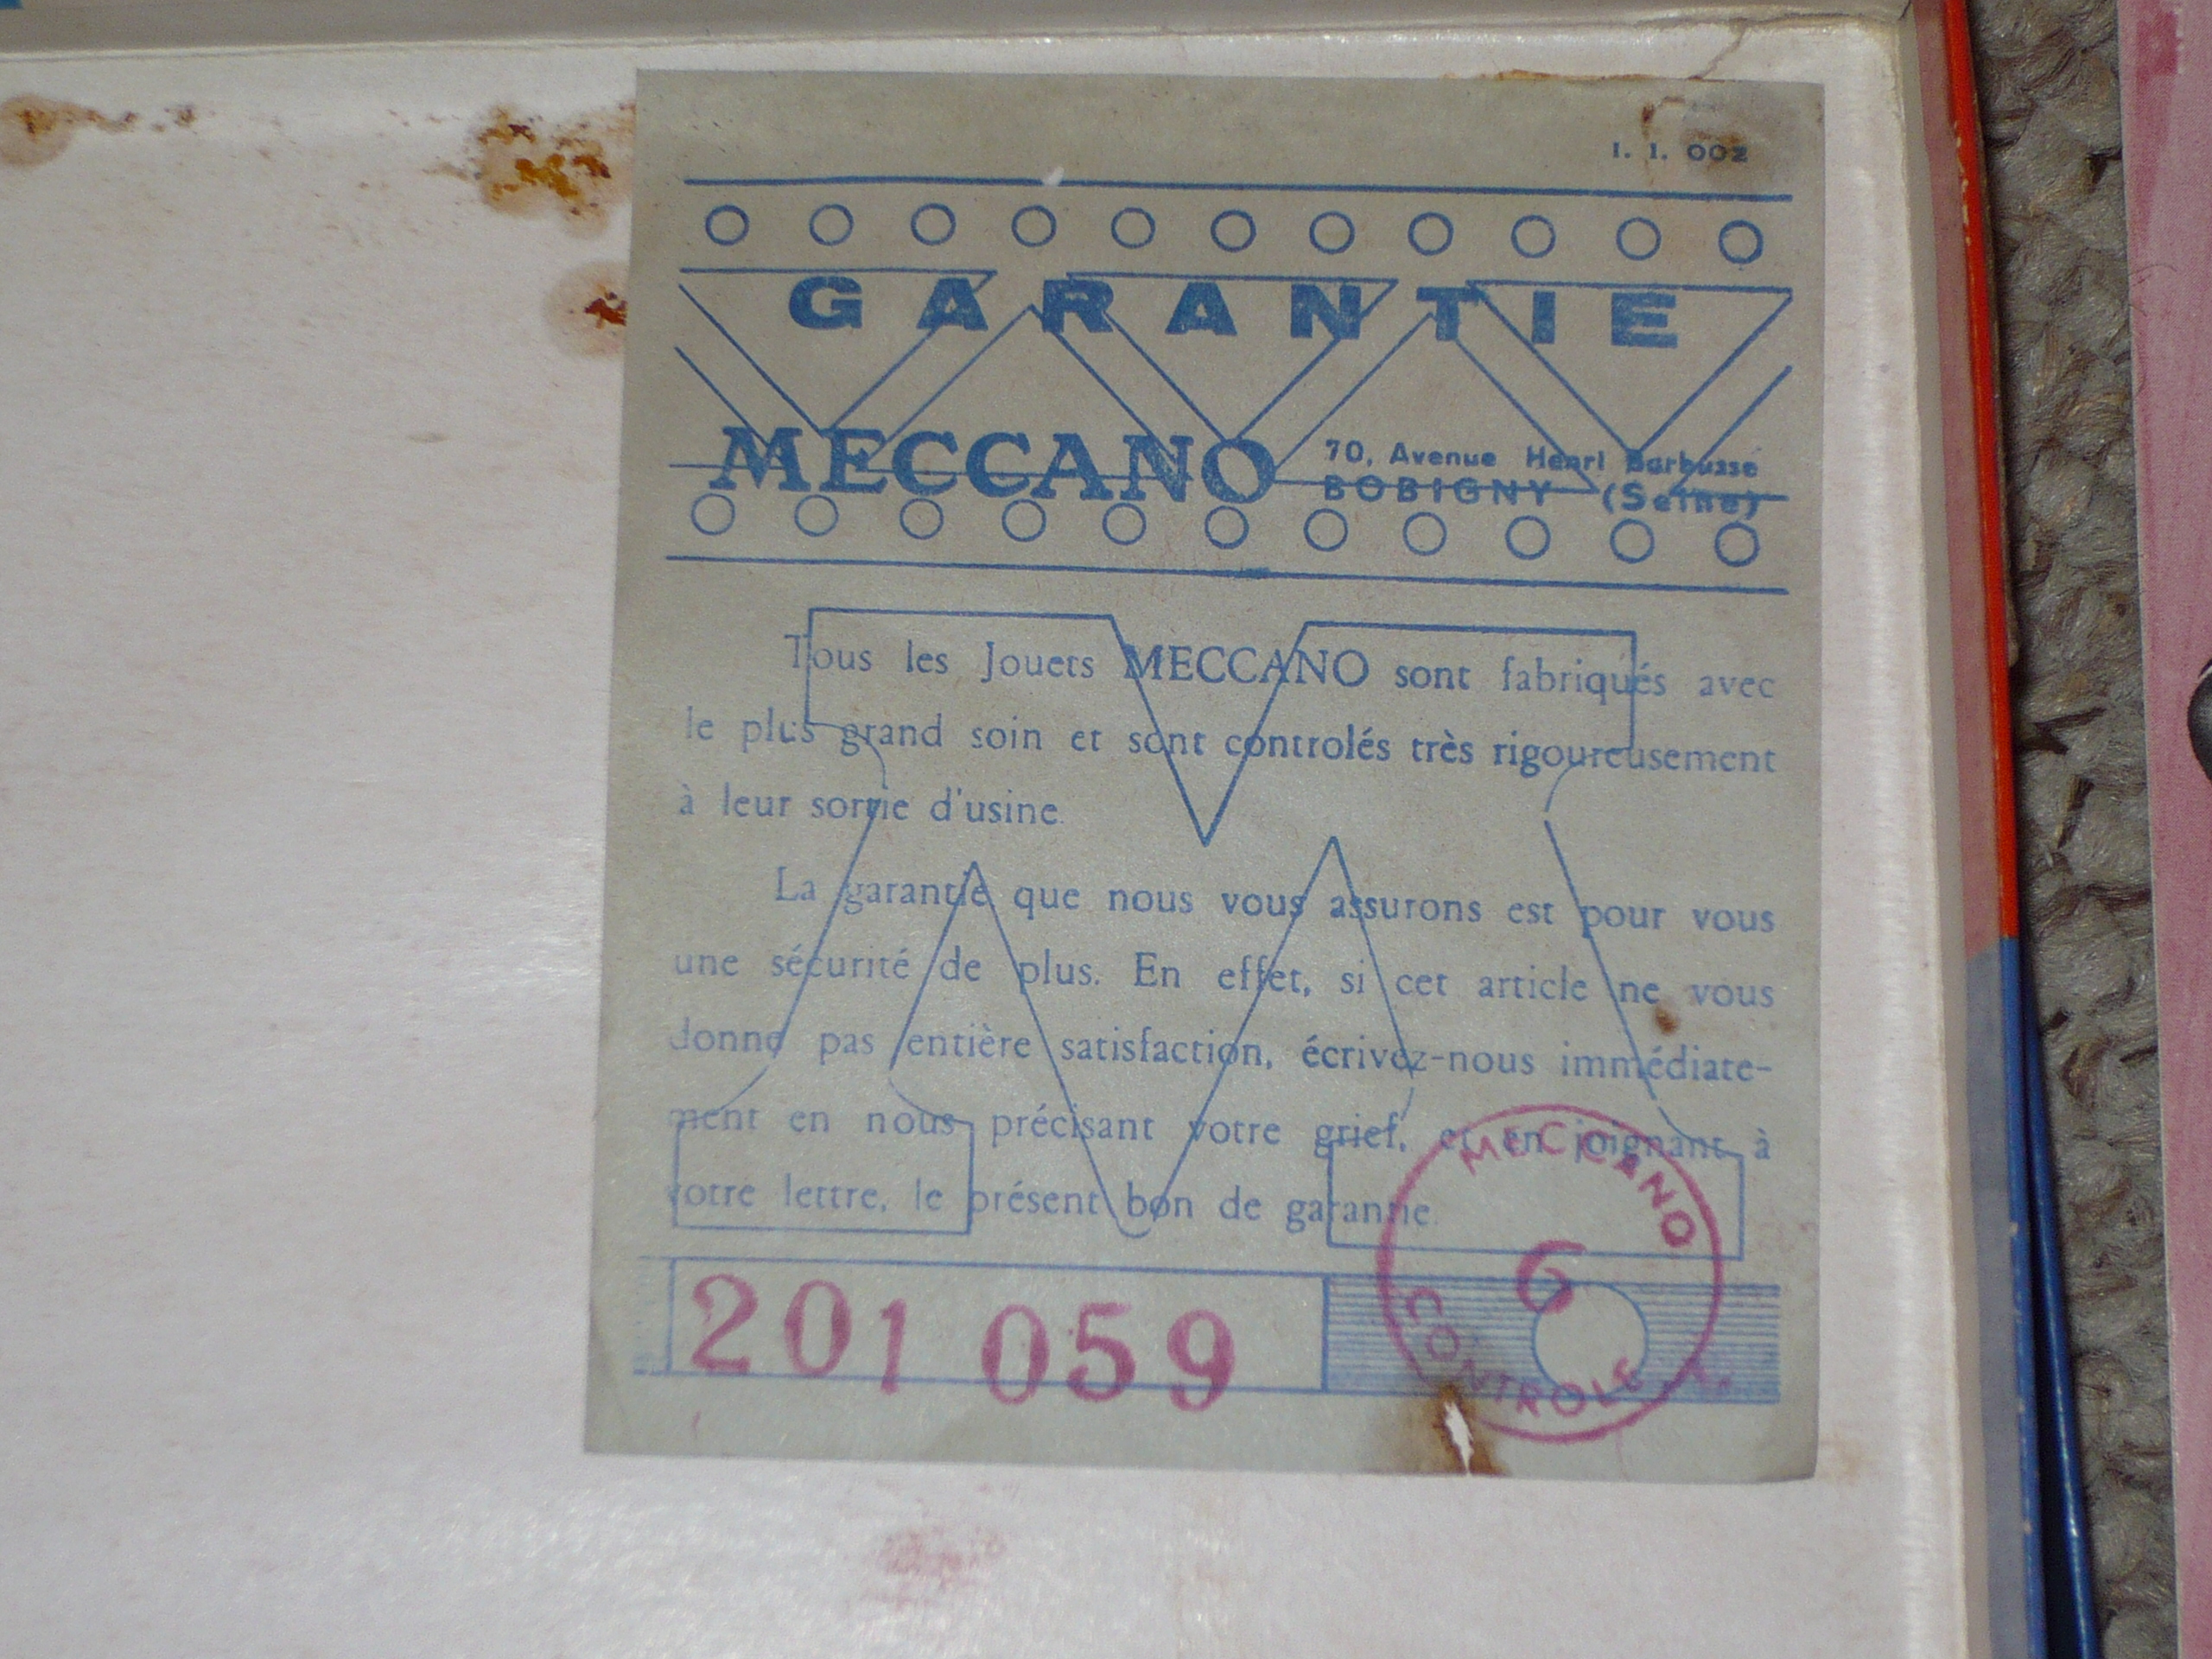 I. I. 002
GARANTIE
MECCANO
70, Avenue Henri Barbusse
BOBIGNY (Seine)
Tous les Jouets MECCANO sont fabriqués avec
le plus grand soin et sont controlés très rigoureusement
à leur sortie d'usine.
La garantie que nous vous assurons est pour vous
une sécurité de plus. En effet, si cet article ne vous
donne pas entière satisfaction, écrivez-nous immédiate-
ment en nous précisant votre grief, et en joignant à
votre lettre, le présent bon de garantie.
MECCANO
6
CONTROLE
201 059